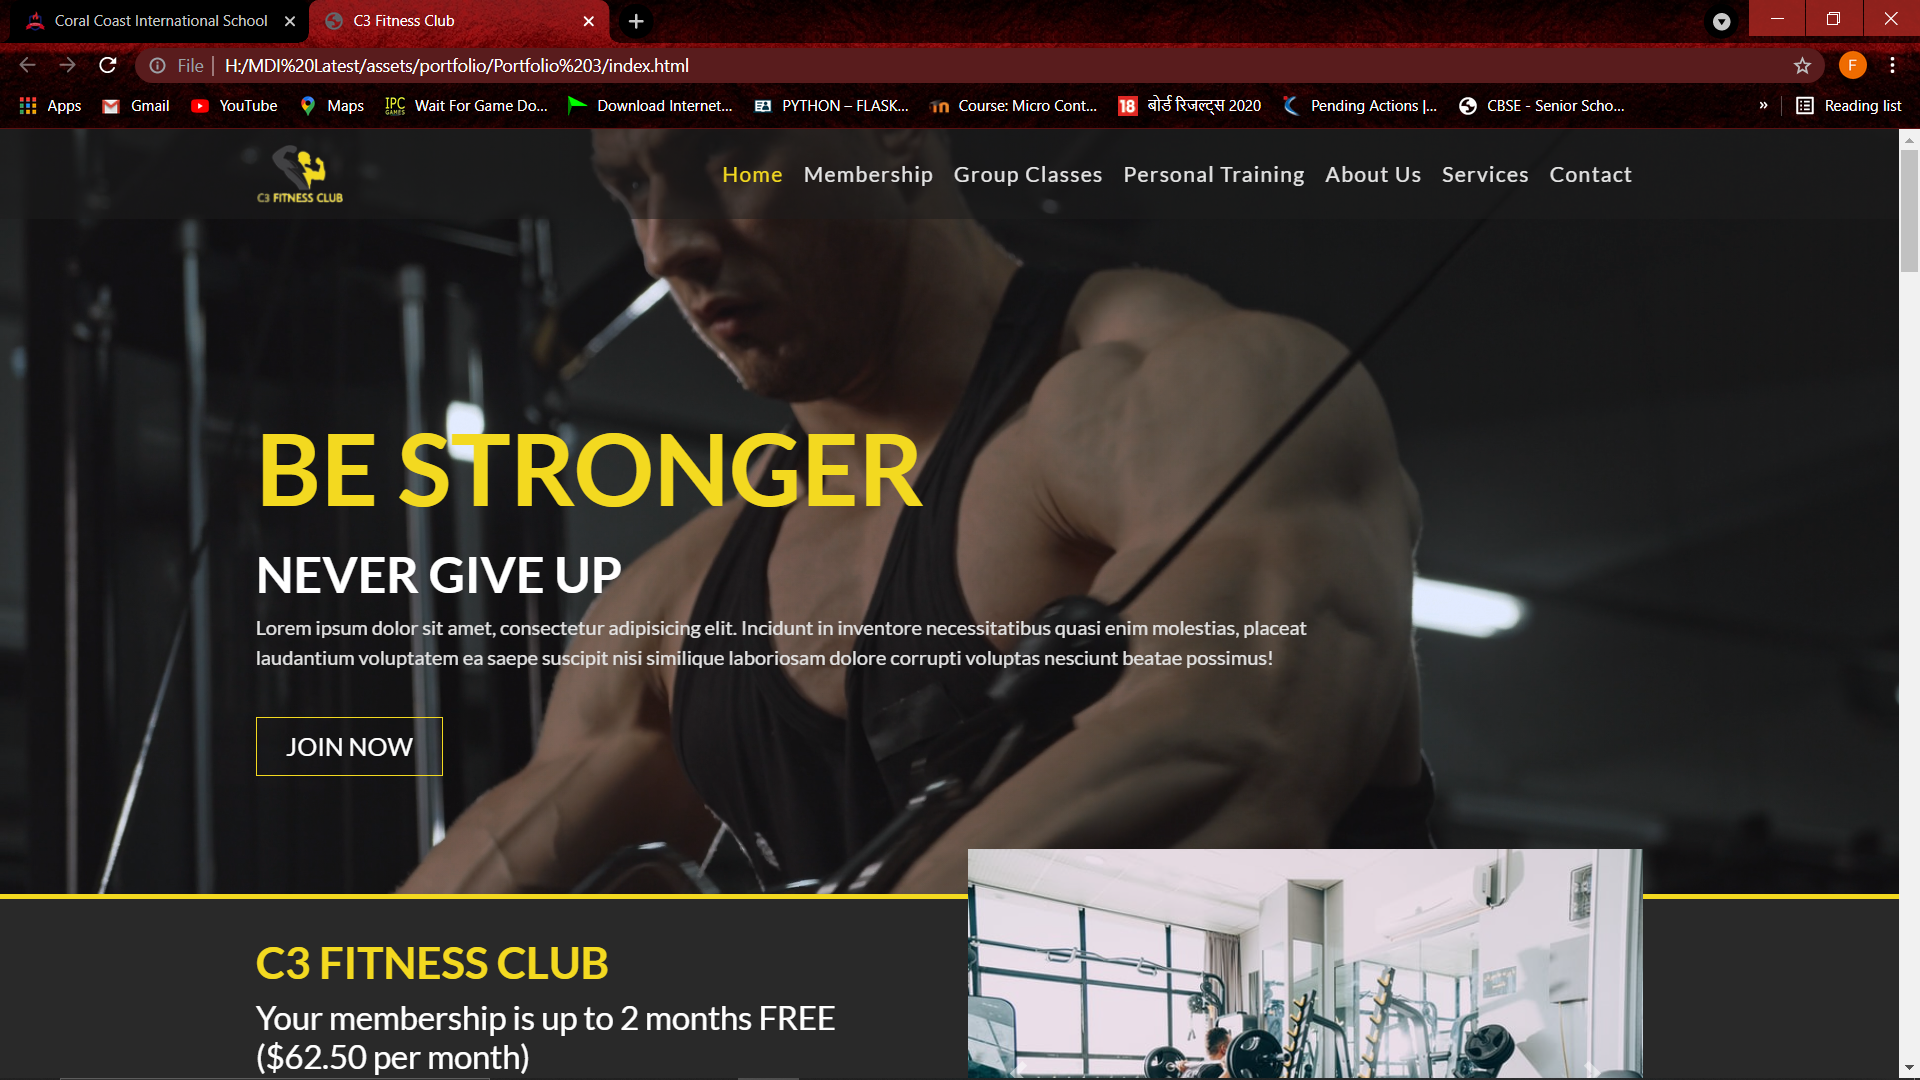 Coral Coast International School
C3 Fitness Club
File | H:/MDI%20Latest/assets/portfolio/Portfolio%203/index.html
F
Apps Gmail YouTube Maps IPC GAMES Wait For Game Do... Download Internet... PYTHON – FLASK... Course: Micro Cont... 18 बोर्ड रिजल्ट्स 2020 Pending Actions |... CBSE - Senior Scho... » Reading list
C3 FITNESS CLUB
Home Membership Group Classes Personal Training About Us Services Contact
BE STRONGER
NEVER GIVE UP
Lorem ipsum dolor sit amet, consectetur adipisicing elit. Incidunt in inventore necessitatibus quasi enim molestias, placeat
laudantium voluptatem ea saepe suscipit nisi similique laboriosam dolore corrupti voluptas nesciunt beatae possimus!
JOIN NOW
C3 FITNESS CLUB
Your membership is up to 2 months FREE
($62.50 per month)